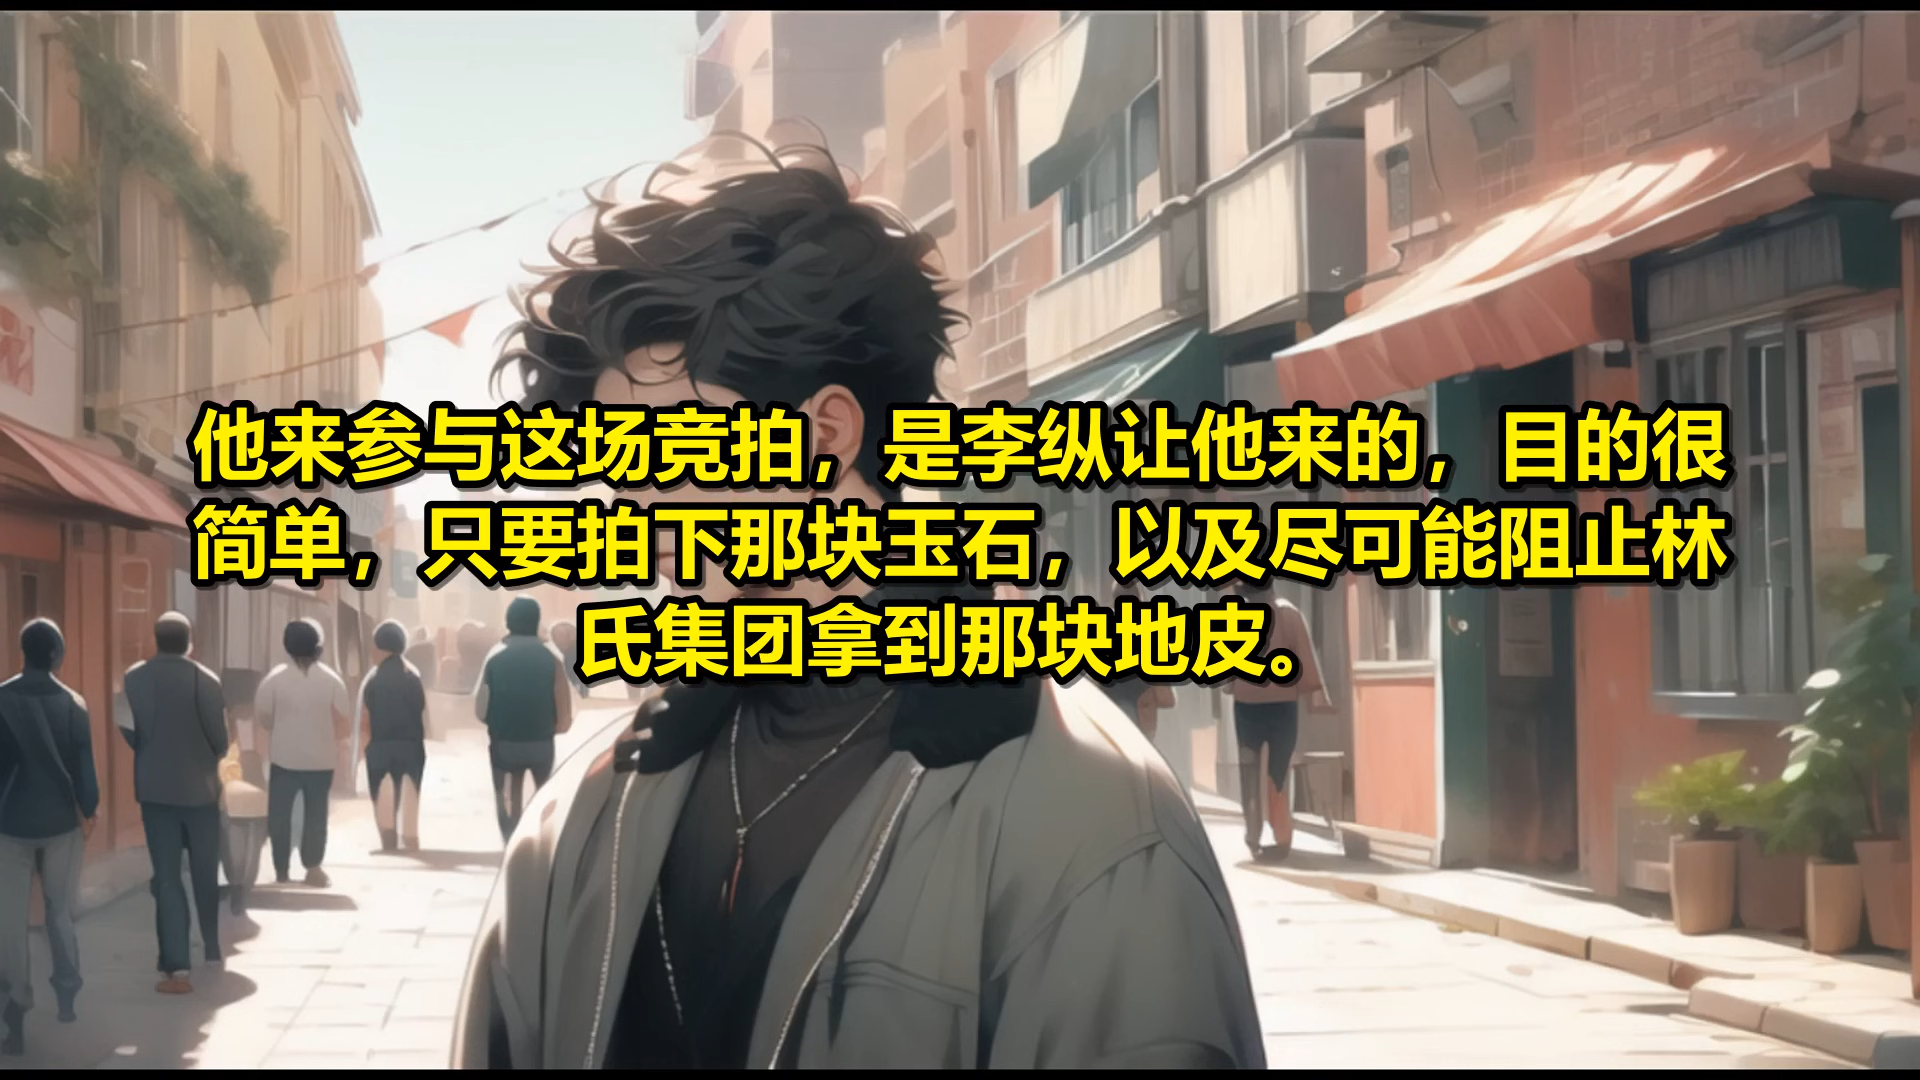 他来参与这场竞拍，是李纵让他来的，目的很
简单，只要拍下那块玉石，以及尽可能阻止林
氏集团拿到那块地皮。